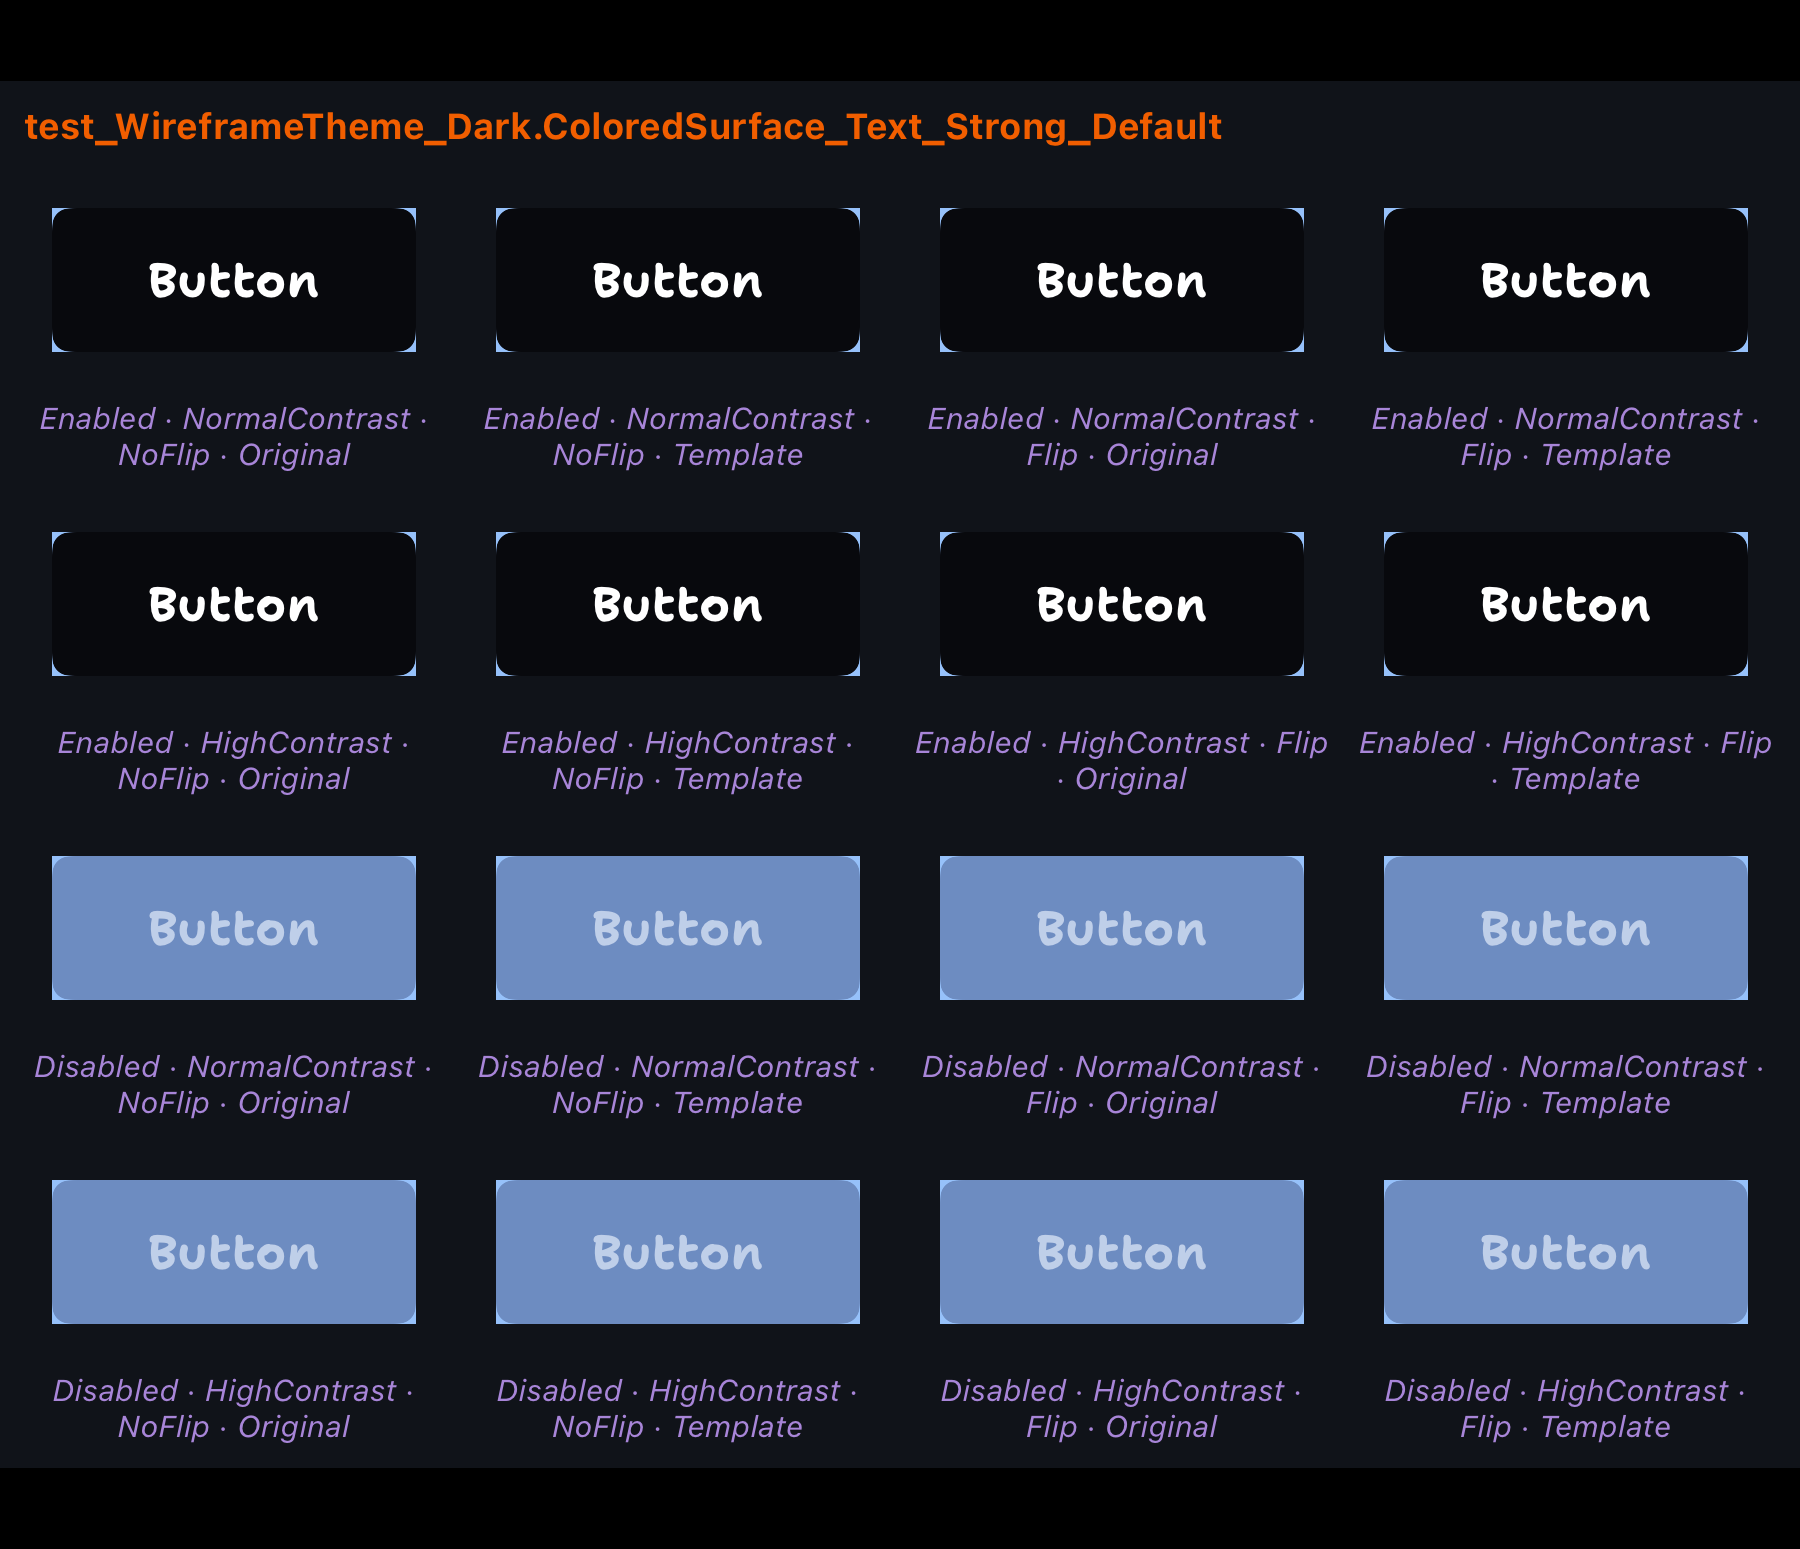 test_WireframeTheme_Dark.ColoredSurface_Text_Strong_Default
Button Button Button Button
Enabled · NormalContrast ·
NoFlip · Original
Enabled · NormalContrast ·
NoFlip · Template
Enabled · NormalContrast ·
Flip · Original
Enabled · NormalContrast ·
Flip · Template
Button Button Button Button
Enabled · HighContrast ·
NoFlip · Original
Enabled · HighContrast ·
NoFlip · Template
Enabled · HighContrast · Flip
· Original
Enabled · HighContrast · Flip
· Template
Button Button Button Button
Disabled · NormalContrast ·
NoFlip · Original
Disabled · NormalContrast ·
NoFlip · Template
Disabled · NormalContrast ·
Flip · Original
Disabled · NormalContrast ·
Flip · Template
Button Button Button Button
Disabled · HighContrast ·
NoFlip · Original
Disabled · HighContrast ·
NoFlip · Template
Disabled · HighContrast ·
Flip · Original
Disabled · HighContrast ·
Flip · Template